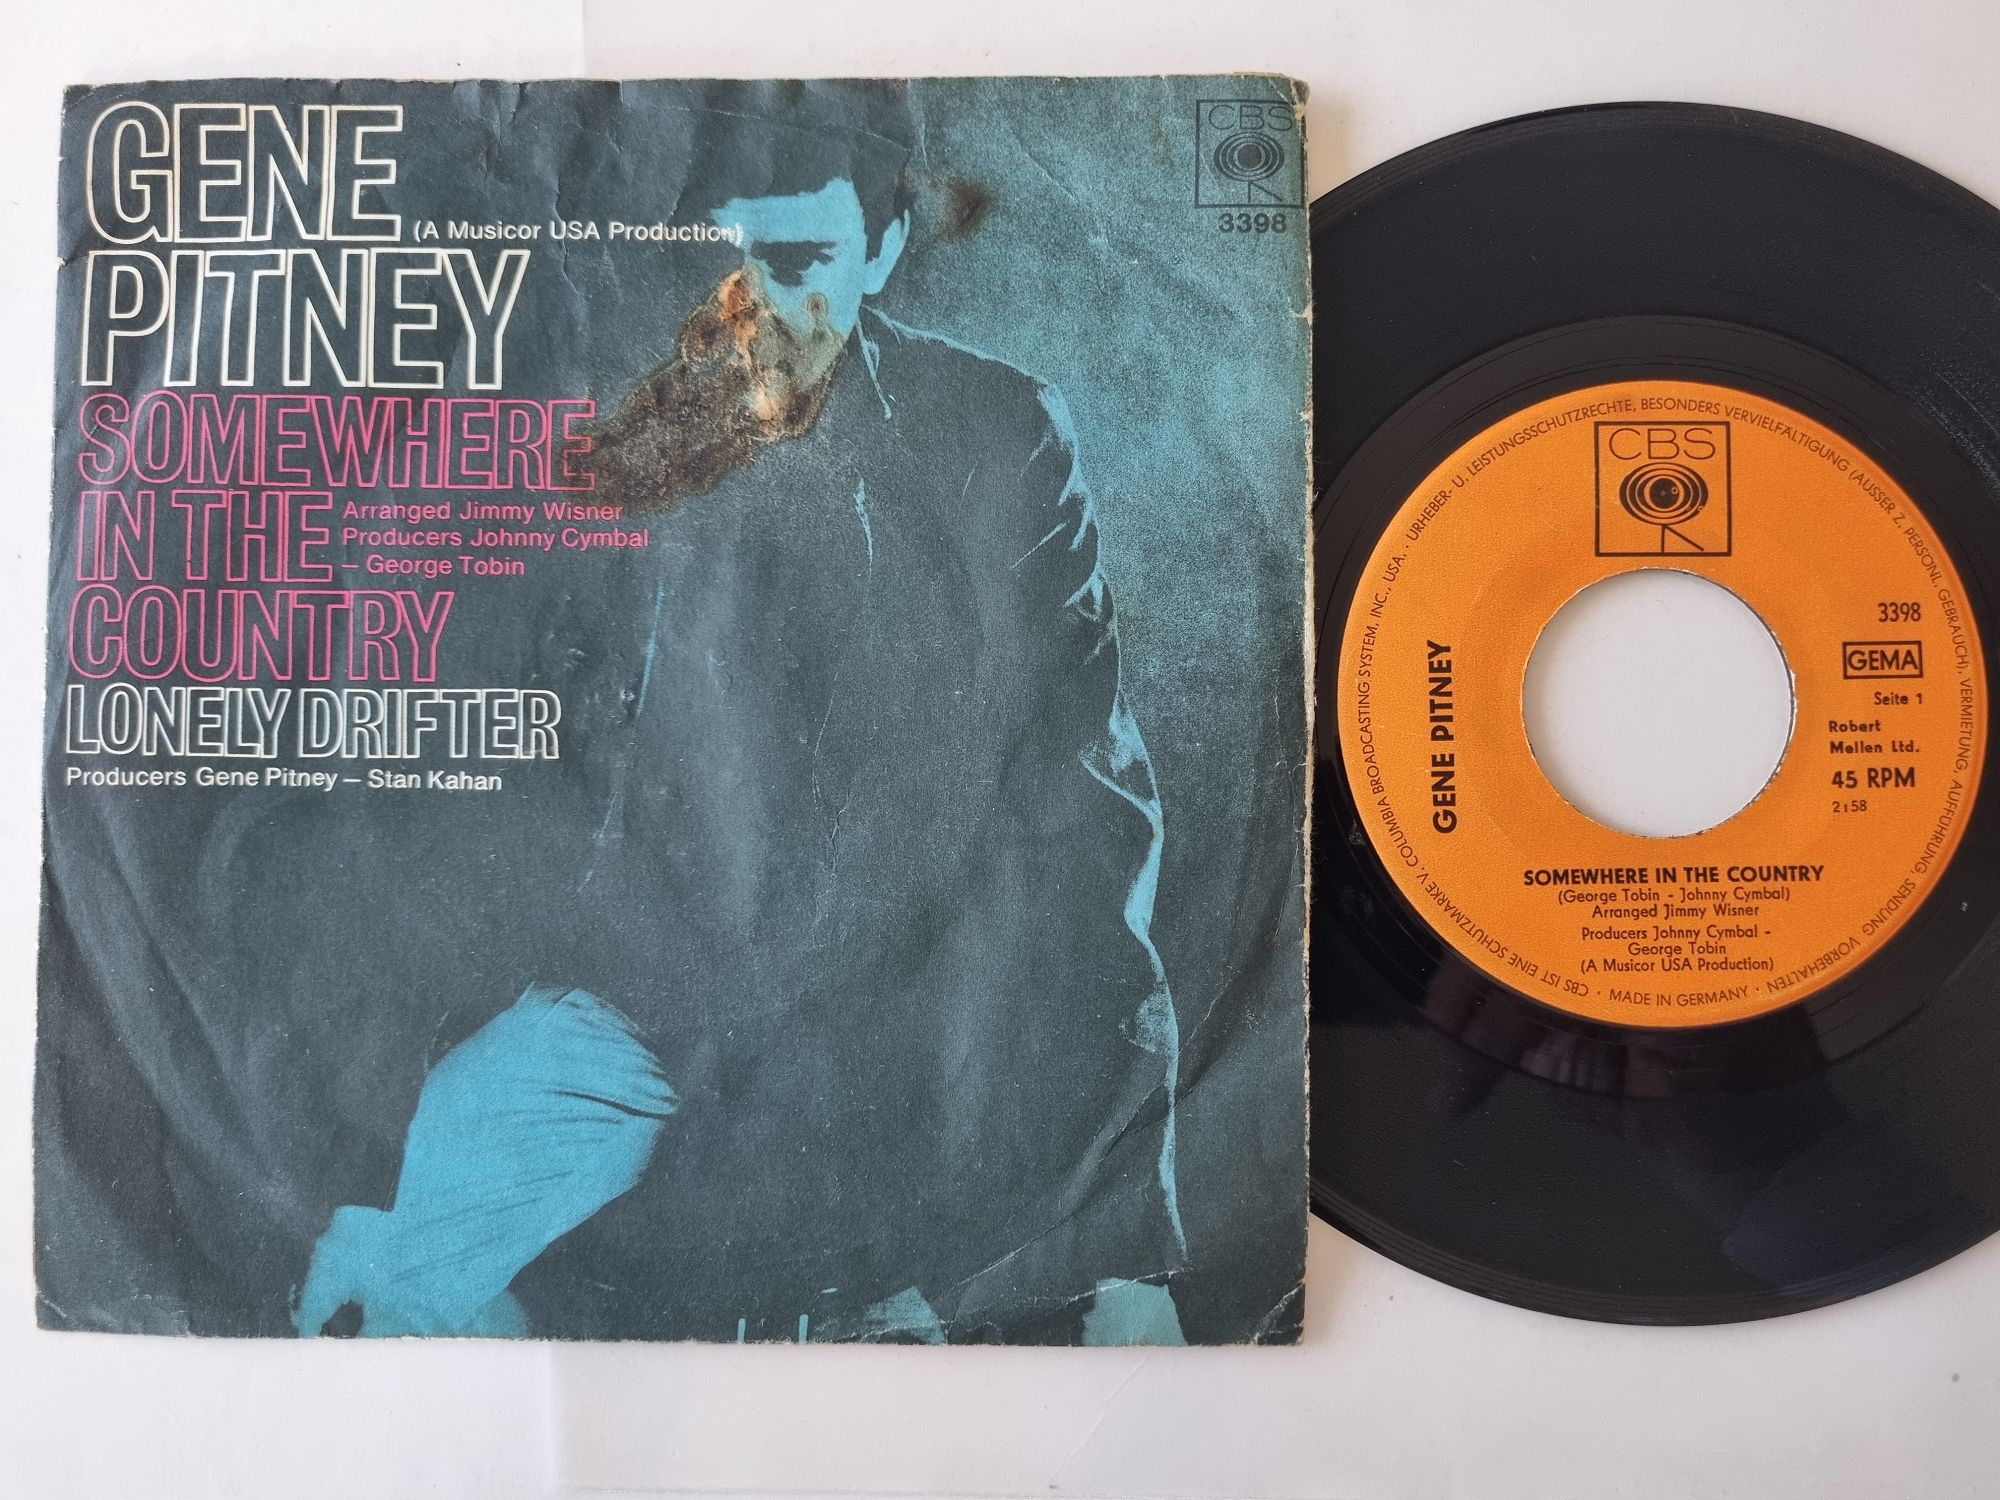 GENE
(A Musicor USA Production)
PITNEY
SOMEWHERE
IN THE
Arranged Jimmy Wisner
Producers Johnny Cymbal
– George Tobin
COUNTRY
LONELY DRIFTER
Producers Gene Pitney – Stan Kahan
CBS
3398
CBS
3398
GEMA
Seite 1
Robert
Mellen Ltd.
45 RPM
2:58
GENE PITNEY
SOMEWHERE IN THE COUNTRY
(George Tobin - Johnny Cymbal)
Arranged Jimmy Wisner
Producers Johnny Cymbal -
George Tobin
(A Musicor USA Production)
CBS IST EINE SCHUTZMARKE V. COLUMBIA BROADCASTING SYSTEM, INC., USA. · URHEBER- U. LEISTUNGSSCHUTZRECHTE, BESONDERS VERVIELFÄLTIGUNG (AUSSER Z. PERSÖNL. GEBRAUCH), VERMIETUNG, AUFFÜHRUNG, SENDUNG VORBEHALTEN · MADE IN GERMANY ·